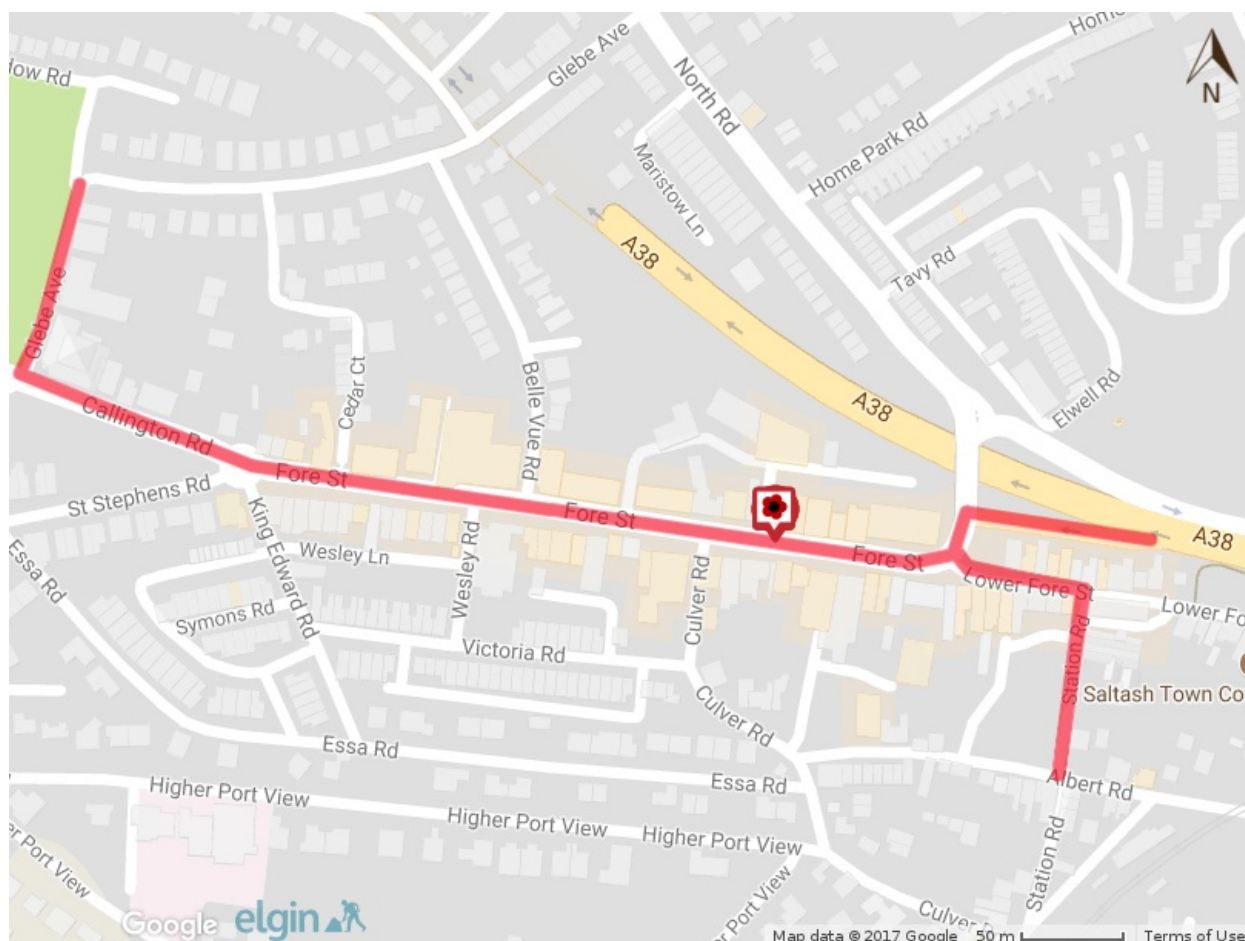 Home
dow Rd
Glebe Ave
North Rd
N
Home Park Rd
Maristow Ln
A38
Tavy Rd
Glebe Ave
Belle Vue Rd
Cedar Ct
Elwell Rd
A38
Callington Rd
Fore St
St Stephens Rd
Fore St
Fore St
A38
King Edward Rd
Wesley Ln
Wesley Rd
Culver Rd
Lower Fore St
Lower Fo
Essa Rd
Symons Rd
Victoria Rd
Station Rd
Saltash Town Co
Culver Rd
Essa Rd
Essa Rd
Albert Rd
Higher Port View
Higher Port View
Higher Port View
her Port View
Port View
Station Rd
Culver
Google elgin
Map data © 2017 Google 50 m Terms of Use